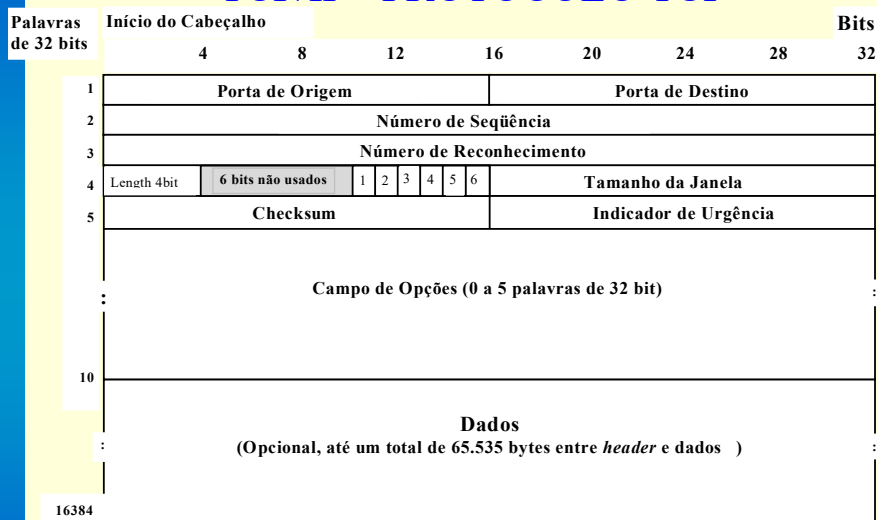 Palavras
de 32 bits
Início do Cabeçalho
Bits
4 8 12 16 20 24 28 32
1 Porta de Origem Porta de Destino
2 Número de Seqüência
3 Número de Reconhecimento
4 Length 4bit 6 bits não usados 1 2 3 4 5 6 Tamanho da Janela
5 Checksum Indicador de Urgência
: Campo de Opções (0 a 5 palavras de 32 bit) :
10
Dados
: (Opcional, até um total de 65.535 bytes entre header e dados ) :
16384